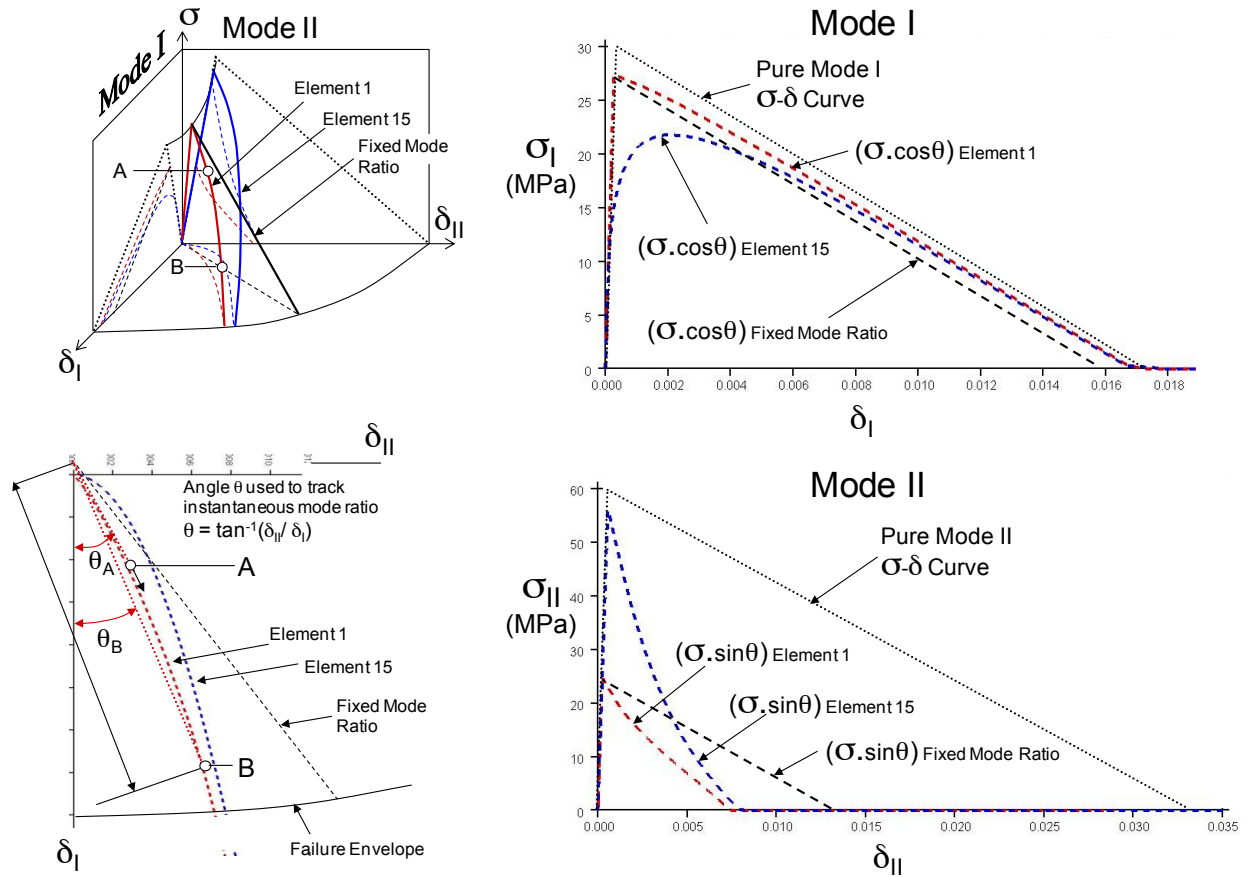 σ
Mode II
Mode I
Element 1
Element 15
Fixed Mode
Ratio
A
B
δII
δI
Mode I
30
25
20
15
10
5
0
σI
(MPa)
Pure Mode I
σ-δ Curve
(σ.cosθ) Element 1
(σ.cosθ) Element 15
(σ.cosθ) Fixed Mode Ratio
0.000 0.002 0.004 0.006 0.008 0.010 0.012 0.014 0.016 0.018
δI
δII
302 304 306 308 310
Angle θ used to track
instantaneous mode ratio
θ = tan-1(δII/ δI)
θA
A
θB
Element 1
Element 15
Fixed Mode
Ratio
B
δI
Failure Envelope
Mode II
60
50
40
30
20
10
0
σII
(MPa)
Pure Mode II
σ-δ Curve
(σ.sinθ) Element 1
(σ.sinθ) Element 15
(σ.sinθ) Fixed Mode Ratio
0.000 0.005 0.010 0.015 0.020 0.025 0.030 0.035
δII